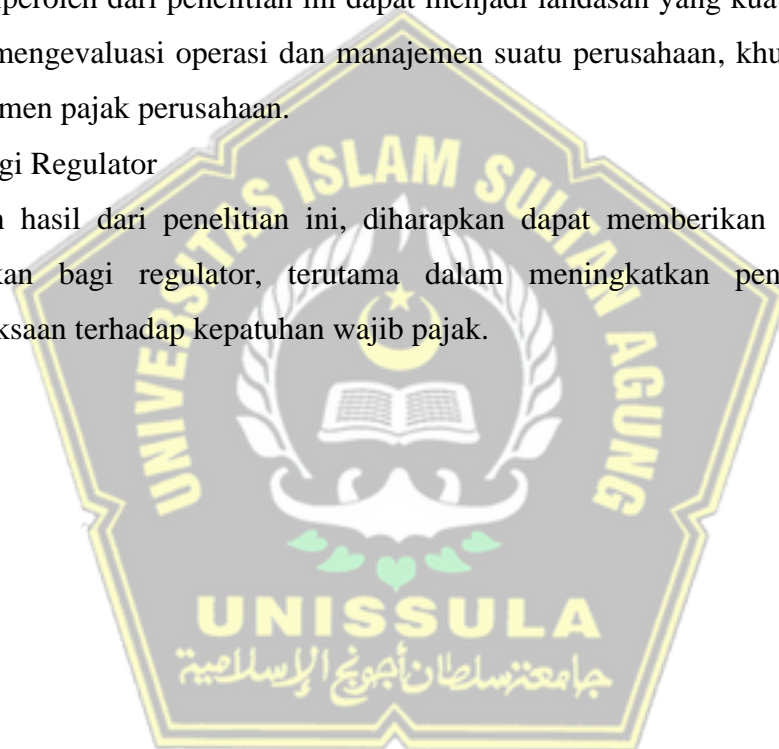 iperoleh dari penelitian ini dapat menjadi landasan yang kua
mengevaluasi operasi dan manajemen suatu perusahaan, khu
men pajak perusahaan.
gi Regulator
n hasil dari penelitian ini, diharapkan dapat memberikan
kan bagi regulator, terutama dalam meningkatkan pen
ksaan terhadap kepatuhan wajib pajak.
UNIVERSITAS ISLAM SULTAN AGUNG
UNISSULA
جامعة سلطان أجونج الإسلامية